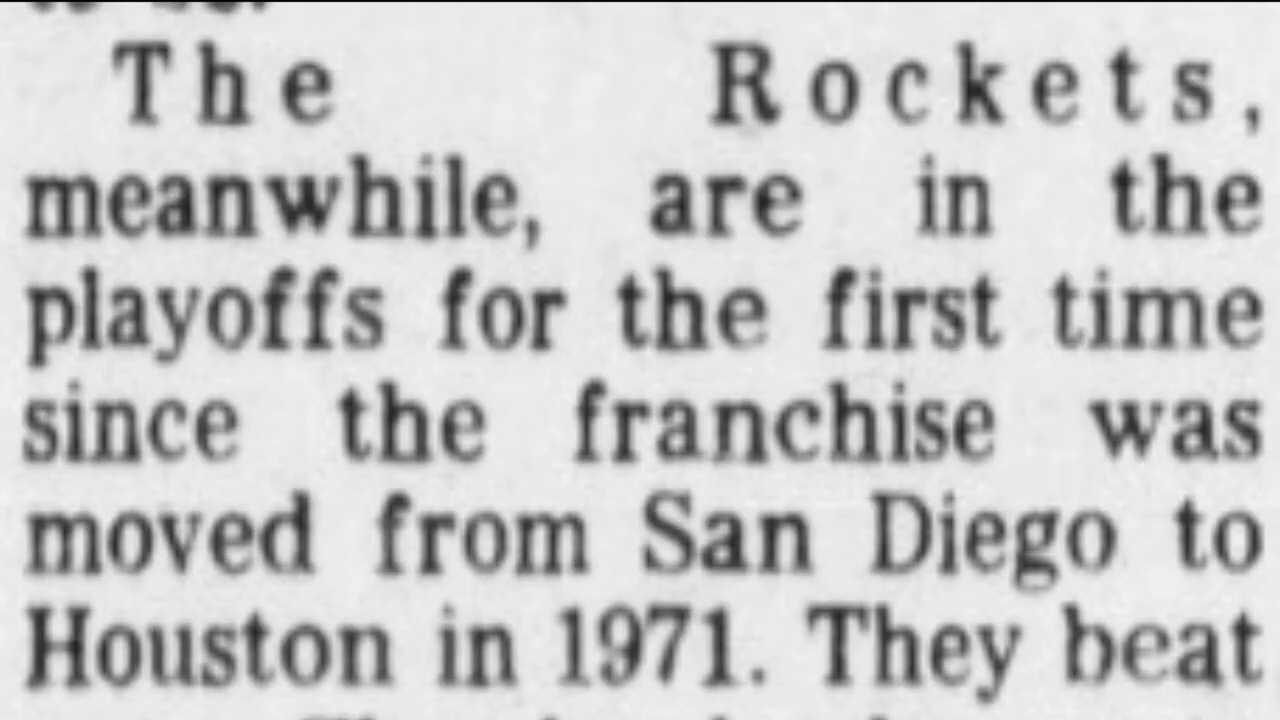 The Rockets,
meanwhile, are in the
playoffs for the first time
since the franchise was
moved from San Diego to
Houston in 1971. They beat